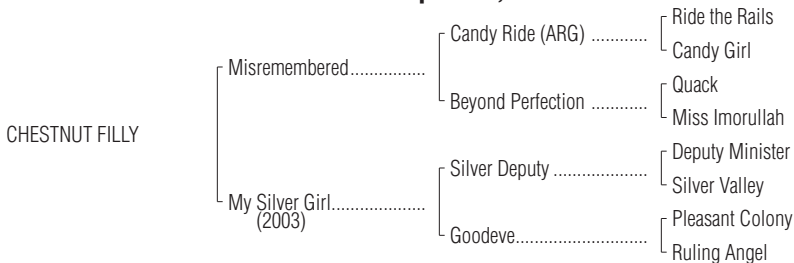 Ride the Rails
Candy Ride (ARG) ............
Candy Girl
Misremembered................
Quack
Beyond Perfection ............
Miss Imorullah
CHESTNUT FILLY
Deputy Minister
Silver Deputy ....................
Silver Valley
My Silver Girl....................
(2003)
Pleasant Colony
Goodeve............................
Ruling Angel